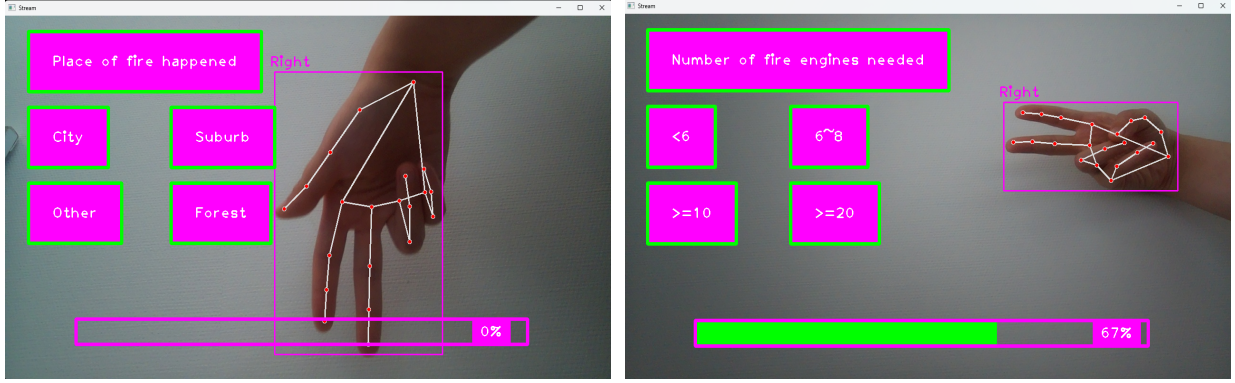 Stream
Place of fire happened
Right
City
Suburb
Other
Forest
0%
Stream
Number of fire engines needed
Right
<6
6~8
>=10
>=20
67%